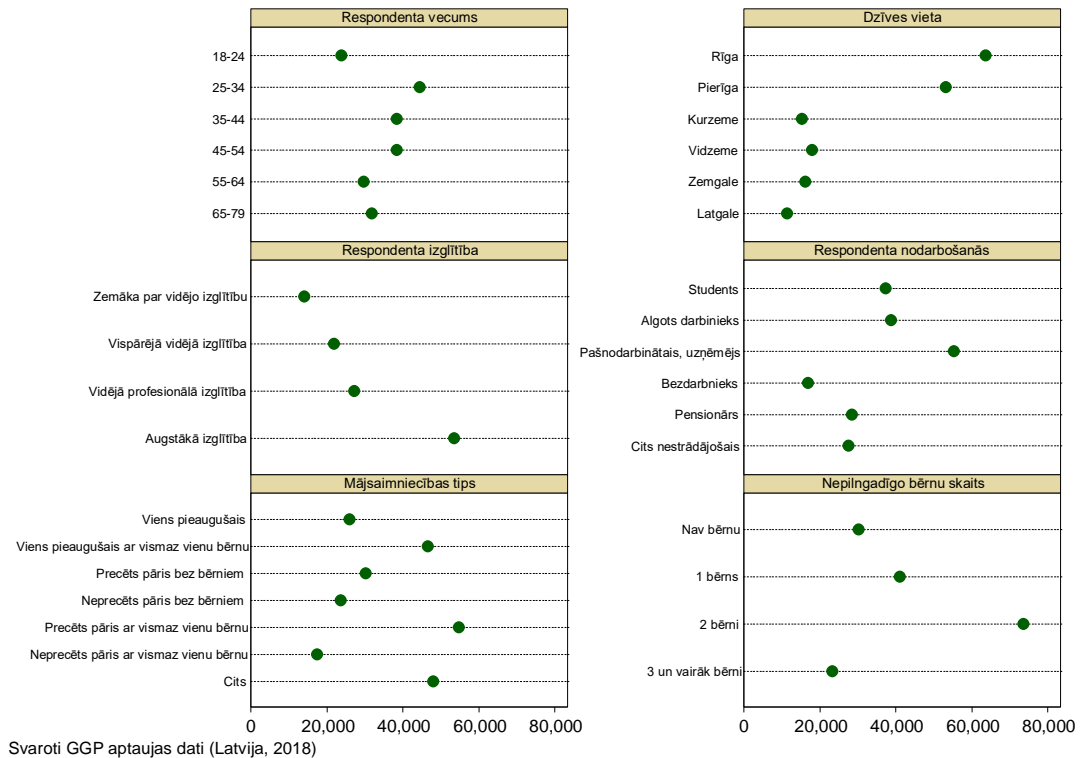 Respondenta vecums
18-24
25-34
35-44
45-54
55-64
65-79
Respondenta izglītība
Zemāka par vidējo izglītību
Vispārējā vidējā izglītība
Vidējā profesionālā izglītība
Augstākā izglītība
Mājsaimniecības tips
Viens pieaugušais
Viens pieaugušais ar vismaz vienu bērnu
Precēts pāris bez bērniem
Neprecēts pāris bez bērniem
Precēts pāris ar vismaz vienu bērnu
Neprecēts pāris ar vismaz vienu bērnu
Cits
0 20,000 40,000 60,000 80,000
Dzīves vieta
Rīga
Pierīga
Kurzeme
Vidzeme
Zemgale
Latgale
Respondenta nodarbošanās
Students
Algots darbinieks
Pašnodarbinātais, uzņēmējs
Bezdarbnieks
Pensionārs
Cits nestrādājošais
Nepilngadīgo bērnu skaits
Nav bērnu
1 bērns
2 bērni
3 un vairāk bērni
0 20,000 40,000 60,000 80,000
Svaroti GGP aptaujas dati (Latvija, 2018)